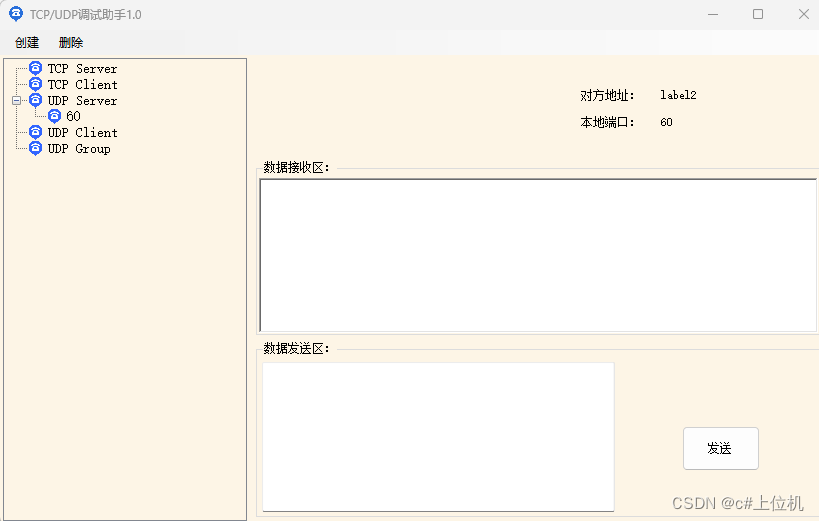 TCP/UDP调试助手1.0
创建 删除
TCP Server
TCP Client
UDP Server
60
UDP Client
UDP Group
对方地址: label2
本地端口: 60
数据接收区:
数据发送区:
发送
CSDN @c#上位机